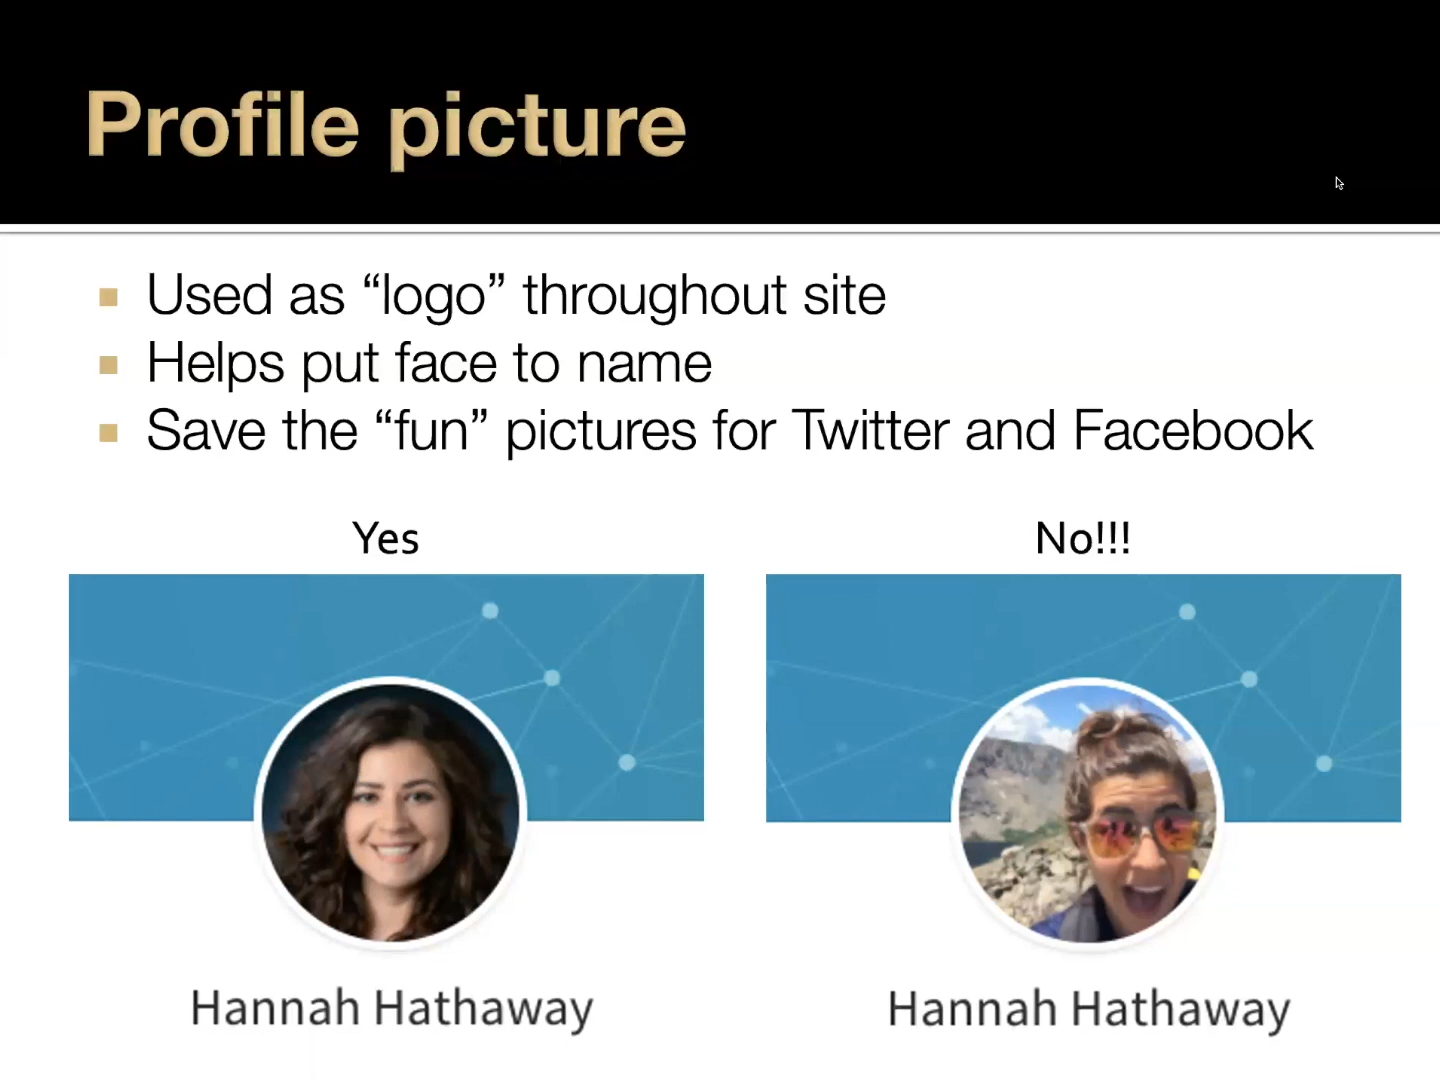 Profile picture
Used as “logo” throughout site
Helps put face to name
Save the “fun” pictures for Twitter and Facebook
Yes
No!!!
Hannah Hathaway
Hannah Hathaway